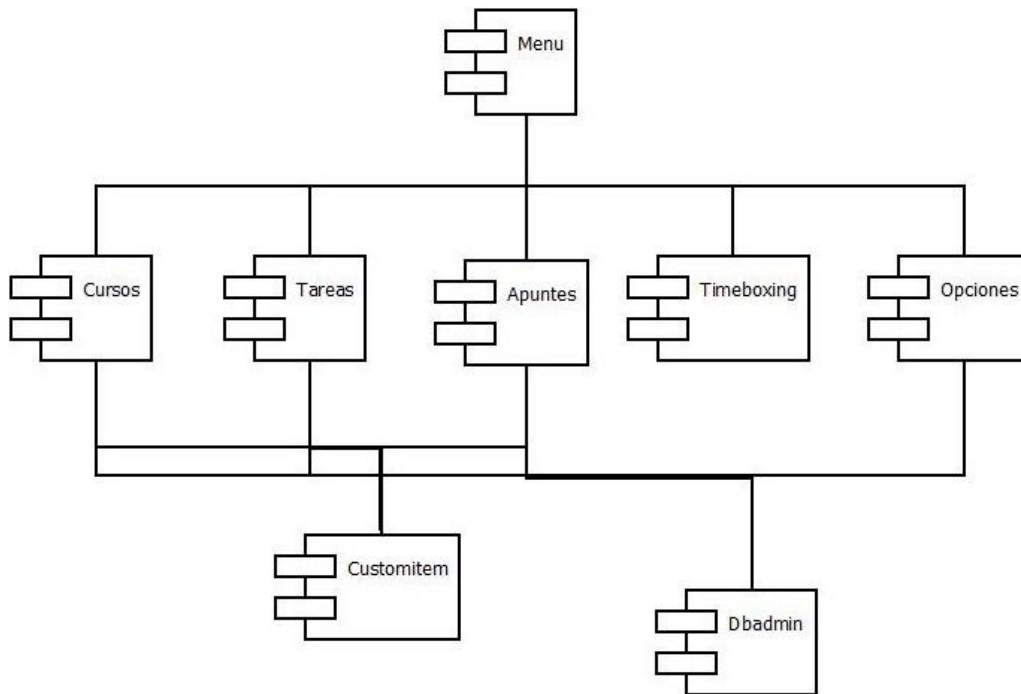 Menu
Cursos
Tareas
Apuntes
Timeboxing
Opciones
Customitem
Dbadmin